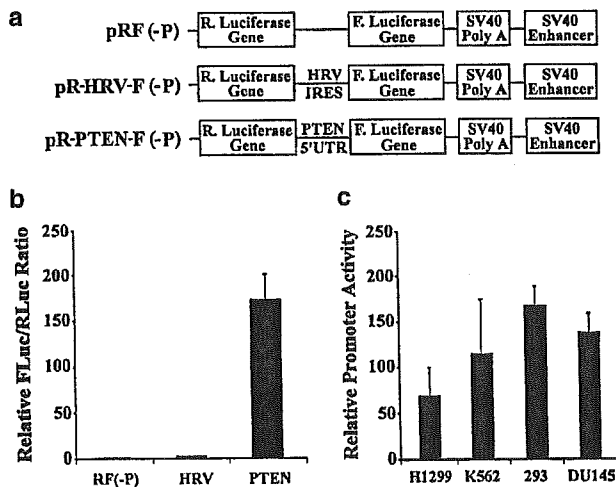 a
pRF (-P) R. Luciferase Gene F. Luciferase Gene SV40 Poly A SV40 Enhancer
pR-HRV-F (-P) R. Luciferase Gene HRV IRES F. Luciferase Gene SV40 Poly A SV40 Enhancer
pR-PTEN-F (-P) R. Luciferase Gene PTEN 5'UTR F. Luciferase Gene SV40 Poly A SV40 Enhancer
b
Relative FLuc/RLuc Ratio
250
200
150
100
50
0
RF(-P) HRV PTEN
c
Relative Promoter Activity
250
200
150
100
50
0
H1299 K562 293 DU145